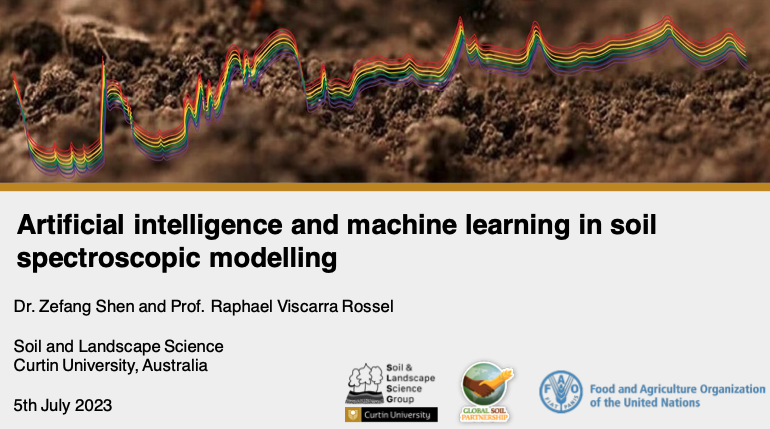 Artificial intelligence and machine learning in soil
spectroscopic modelling
Dr. Zefang Shen and Prof. Raphael Viscarra Rossel
Soil and Landscape Science
Curtin University, Australia
5th July 2023
Soil &
Landscape
Science
Group
Curtin University
GLOBAL SOIL
PARTNERSHIP
F A O
FIAT PANIS
Food and Agriculture Organization
of the United Nations